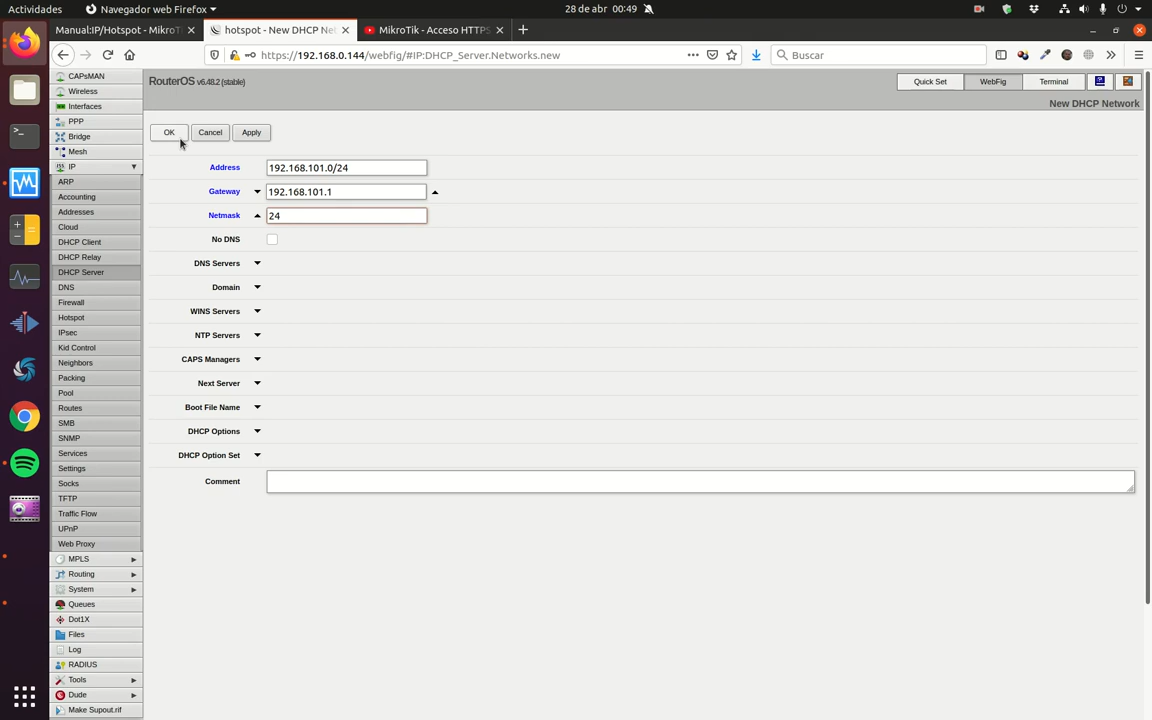 Actividades
Navegador web Firefox
28 de abr 00:49
Manual:IP/Hotspot - MikroTi
hotspot - New DHCP Net
MikroTik - Acceso HTTPS
https://192.168.0.144/webfig/#IP:DHCP_Server.Networks.new
Buscar
RouterOS v6.48.2 (stable)
Quick Set
WebFig
Terminal
New DHCP Network
OK
Cancel
Apply
Address 192.168.101.0/24
Gateway 192.168.101.1
Netmask 24
No DNS
DNS Servers
Domain
WINS Servers
NTP Servers
CAPS Managers
Next Server
Boot File Name
DHCP Options
DHCP Option Set
Comment
CAPsMAN
Wireless
Interfaces
PPP
Bridge
Mesh
IP
ARP
Accounting
Addresses
Cloud
DHCP Client
DHCP Relay
DHCP Server
DNS
Firewall
Hotspot
IPsec
Kid Control
Neighbors
Packing
Pool
Routes
SMB
SNMP
Services
Settings
Socks
TFTP
Traffic Flow
UPnP
Web Proxy
MPLS
Routing
System
Queues
Dot1X
Files
Log
RADIUS
Tools
Dude
Make Supout.rif